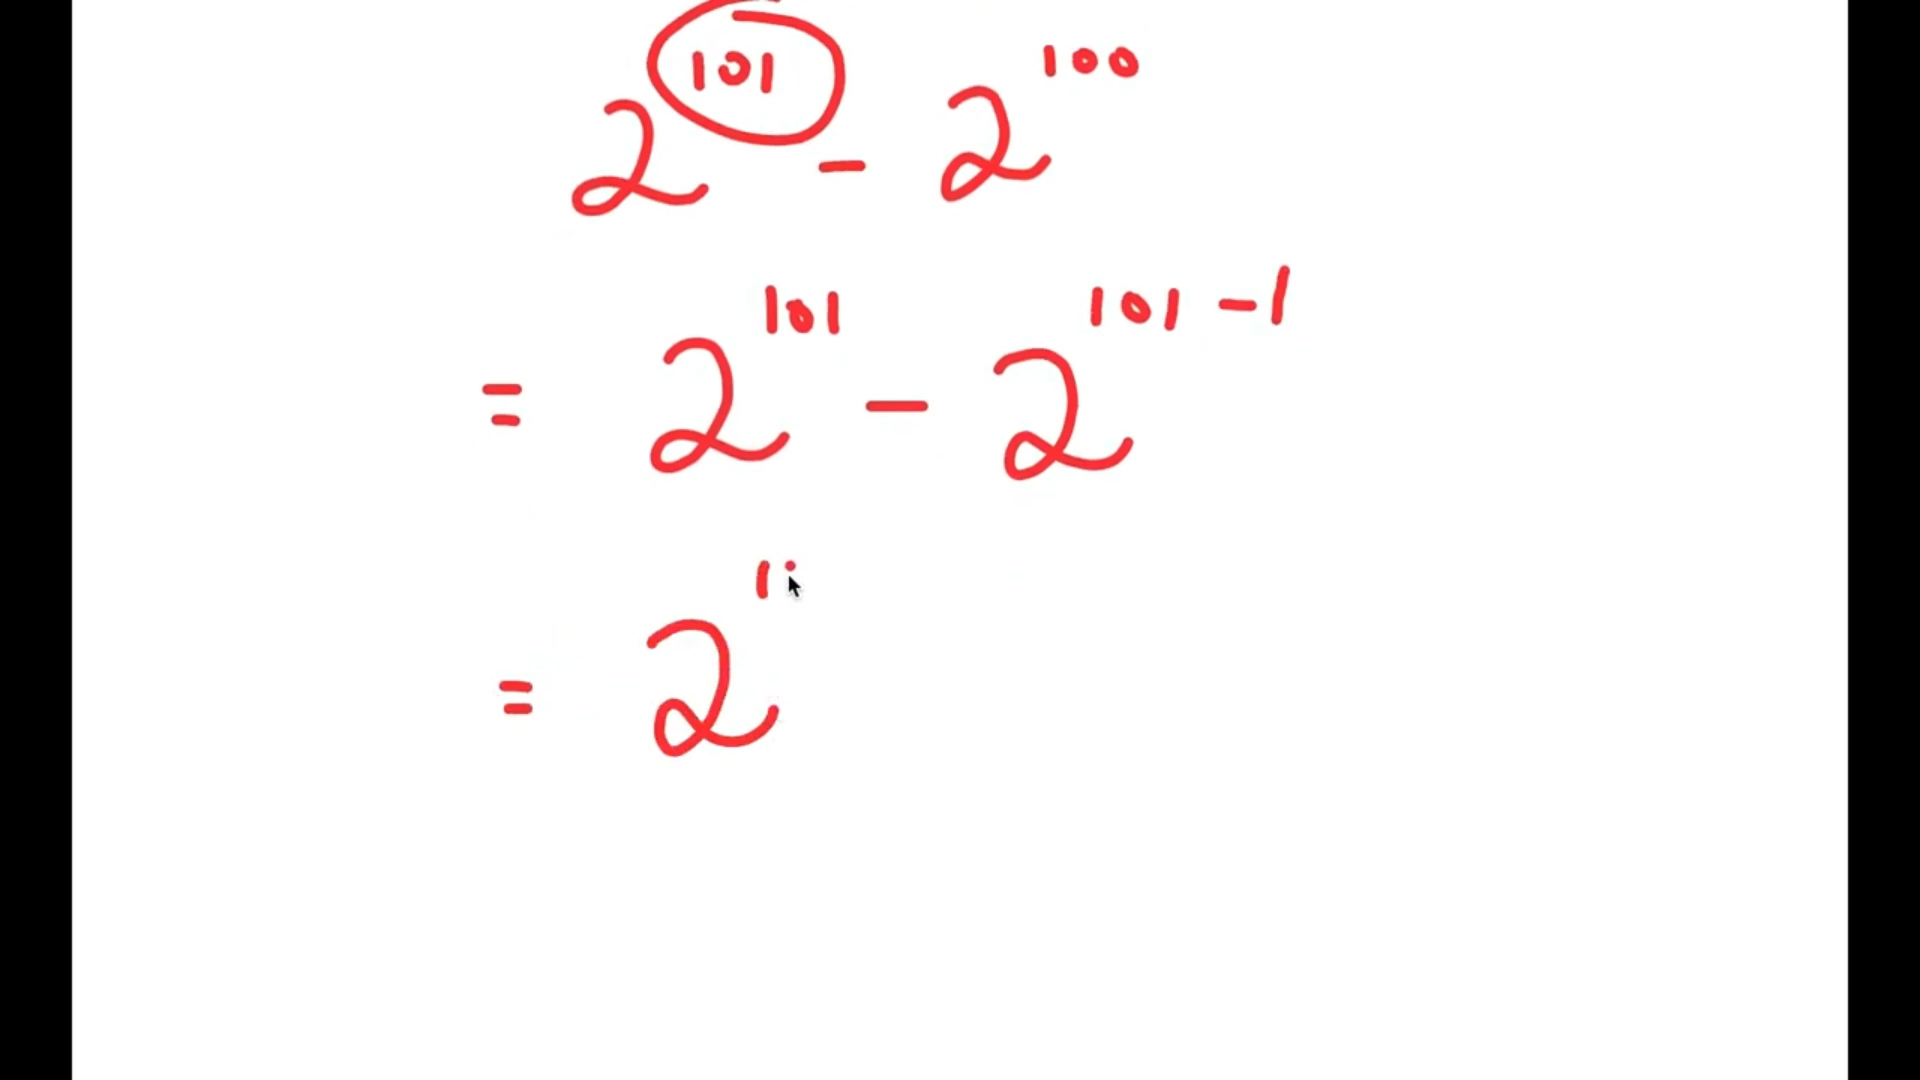 2^101 - 2^100
= 2^101 - 2^101-1
= 2^1